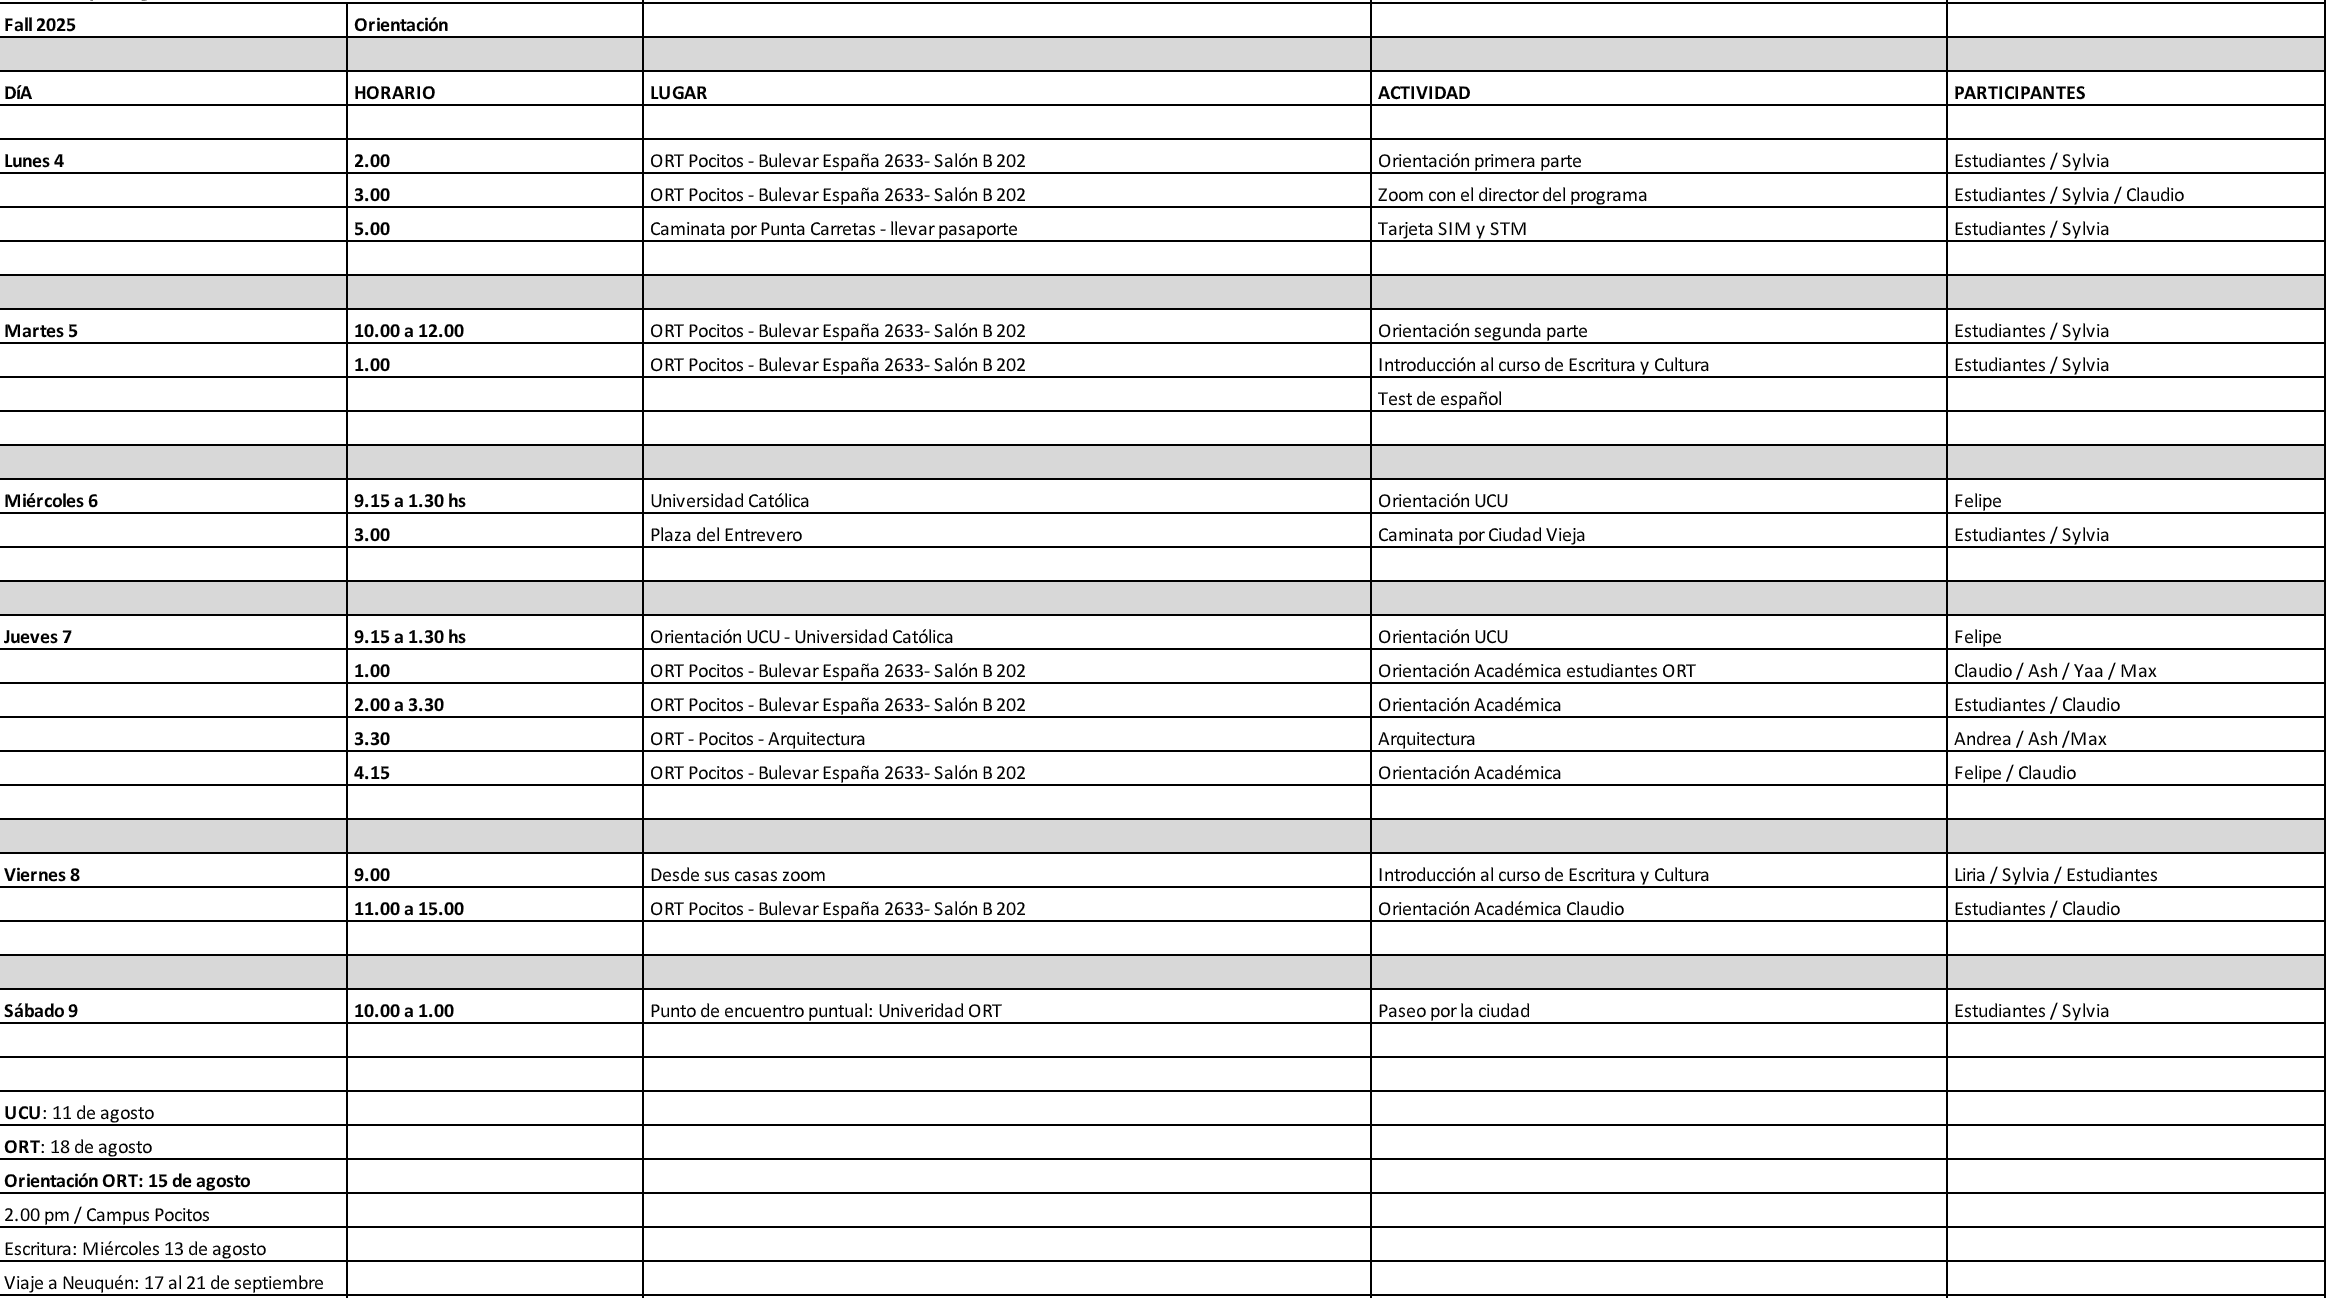 Fall 2025 Orientación
DíA HORARIO LUGAR ACTIVIDAD PARTICIPANTES
Lunes 4 2.00 ORT Pocitos - Bulevar España 2633- Salón B 202 Orientación primera parte Estudiantes / Sylvia
3.00 ORT Pocitos - Bulevar España 2633- Salón B 202 Zoom con el director del programa Estudiantes / Sylvia / Claudio
5.00 Caminata por Punta Carretas - llevar pasaporte Tarjeta SIM y STM Estudiantes / Sylvia
Martes 5 10.00 a 12.00 ORT Pocitos - Bulevar España 2633- Salón B 202 Orientación segunda parte Estudiantes / Sylvia
1.00 ORT Pocitos - Bulevar España 2633- Salón B 202 Introducción al curso de Escritura y Cultura Estudiantes / Sylvia
Test de español
Miércoles 6 9.15 a 1.30 hs Universidad Católica Orientación UCU Felipe
3.00 Plaza del Entrevero Caminata por Ciudad Vieja Estudiantes / Sylvia
Jueves 7 9.15 a 1.30 hs Orientación UCU - Universidad Católica Orientación UCU Felipe
1.00 ORT Pocitos - Bulevar España 2633- Salón B 202 Orientación Académica estudiantes ORT Claudio / Ash / Yaa / Max
2.00 a 3.30 ORT Pocitos - Bulevar España 2633- Salón B 202 Orientación Académica Estudiantes / Claudio
3.30 ORT - Pocitos - Arquitectura Arquitectura Andrea / Ash /Max
4.15 ORT Pocitos - Bulevar España 2633- Salón B 202 Orientación Académica Felipe / Claudio
Viernes 8 9.00 Desde sus casas zoom Introducción al curso de Escritura y Cultura Liria / Sylvia / Estudiantes
11.00 a 15.00 ORT Pocitos - Bulevar España 2633- Salón B 202 Orientación Académica Claudio Estudiantes / Claudio
Sábado 9 10.00 a 1.00 Punto de encuentro puntual: Univeridad ORT Paseo por la ciudad Estudiantes / Sylvia
UCU: 11 de agosto
ORT: 18 de agosto
Orientación ORT: 15 de agosto
2.00 pm / Campus Pocitos
Escritura: Miércoles 13 de agosto
Viaje a Neuquén: 17 al 21 de septiembre